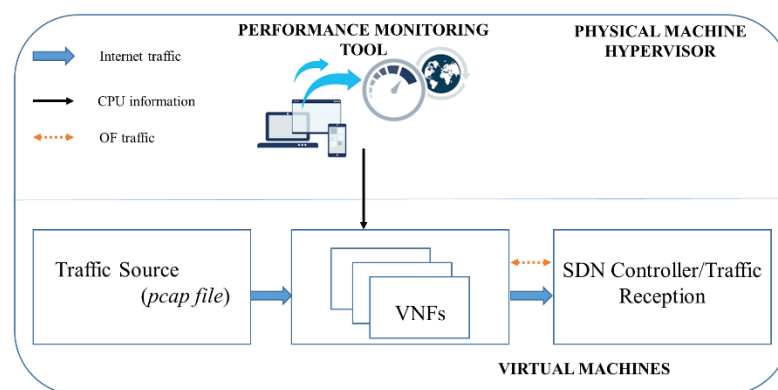 PERFORMANCE MONITORING
TOOL
PHYSICAL MACHINE
HYPERVISOR
Internet traffic
CPU information
OF traffic
Traffic Source
(pcap file)
VNFs
SDN Controller/Traffic
Reception
VIRTUAL MACHINES